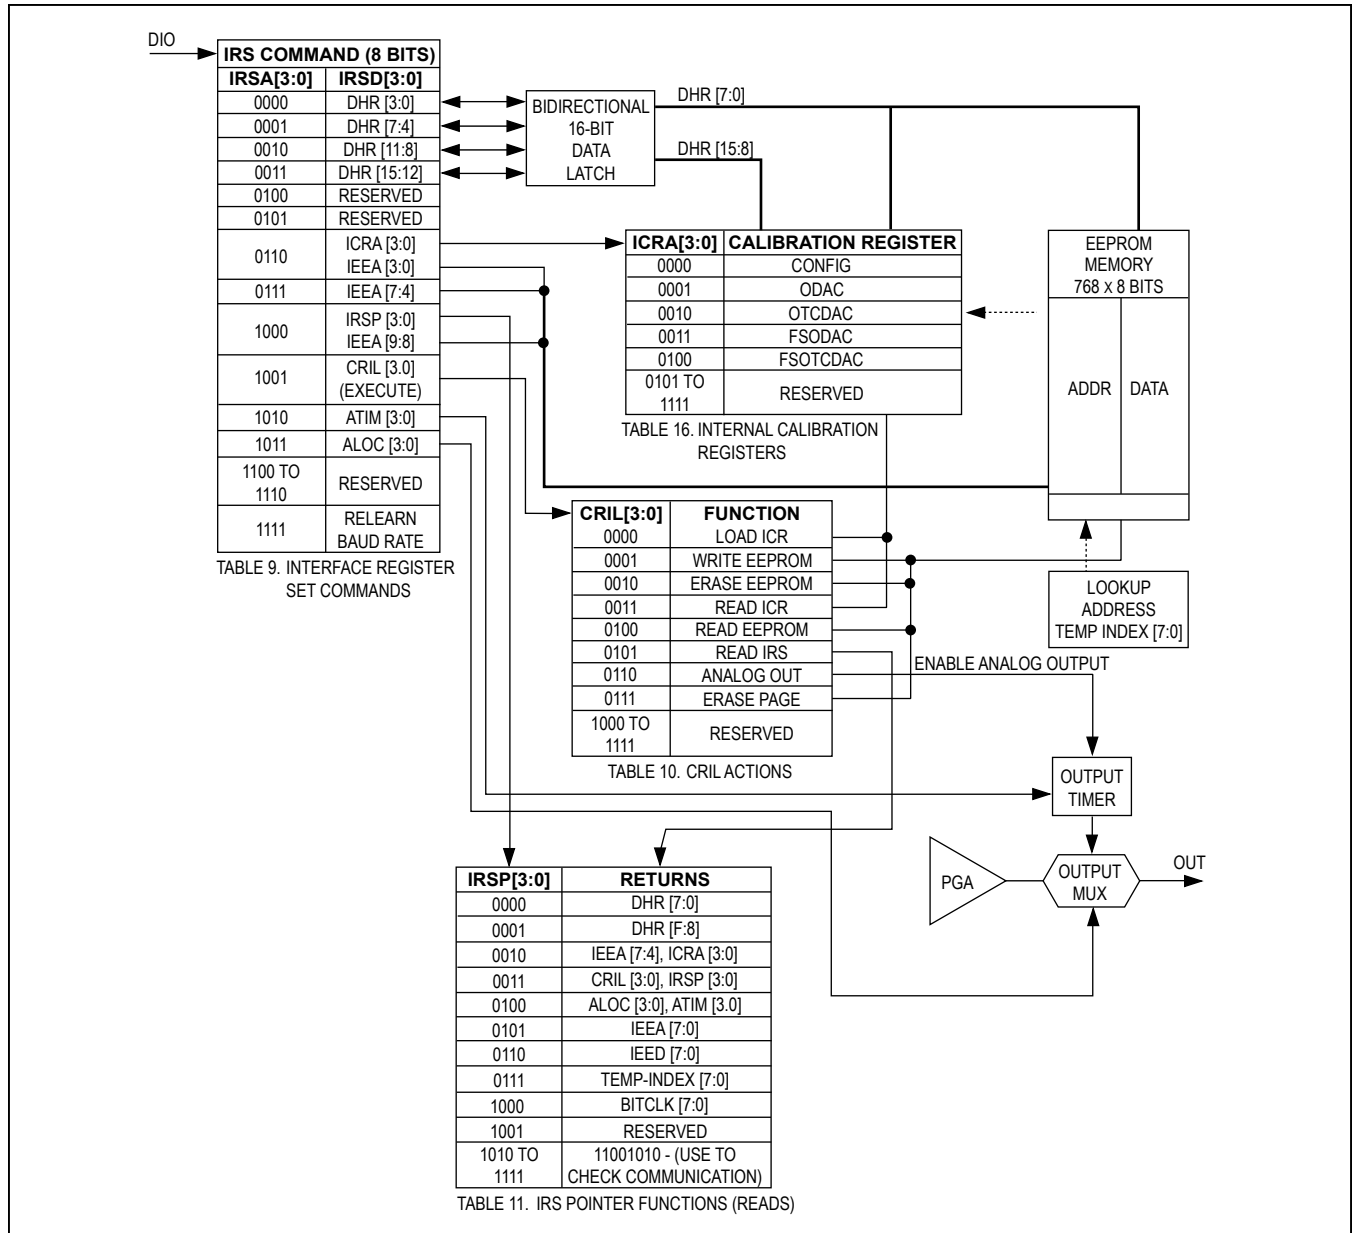 DIO
IRS COMMAND (8 BITS)
IRSA[3:0] IRSD[3:0]
0000 DHR [3:0]
0001 DHR [7:4]
0010 DHR [11:8]
0011 DHR [15:12]
0100 RESERVED
0101 RESERVED
0110 ICRA [3:0]
IEEA [3:0]
0111 IEEA [7:4]
1000 IRSP [3:0]
IEEA [9:8]
1001 CRIL [3.0]
(EXECUTE)
1010 ATIM [3:0]
1011 ALOC [3:0]
1100 TO
1110
RESERVED
1111 RELEARN
BAUD RATE
TABLE 9. INTERFACE REGISTER
SET COMMANDS
BIDIRECTIONAL
16-BIT
DATA
LATCH
DHR [7:0]
DHR [15:8]
ICRA[3:0] CALIBRATION REGISTER
0000 CONFIG
0001 ODAC
0010 OTCDAC
0011 FSODAC
0100 FSOTCDAC
0101 TO
1111
RESERVED
TABLE 16. INTERNAL CALIBRATION
REGISTERS
EEPROM
MEMORY
768 x 8 BITS
ADDR DATA
LOOKUP
ADDRESS
TEMP INDEX [7:0]
CRIL[3:0] FUNCTION
0000 LOAD ICR
0001 WRITE EEPROM
0010 ERASE EEPROM
0011 READ ICR
0100 READ EEPROM
0101 READ IRS
0110 ANALOG OUT
0111 ERASE PAGE
1000 TO
1111
RESERVED
TABLE 10. CRIL ACTIONS
ENABLE ANALOG OUTPUT
OUTPUT
TIMER
PGA
OUTPUT
MUX
OUT
IRSP[3:0] RETURNS
0000 DHR [7:0]
0001 DHR [F:8]
0010 IEEA [7:4], ICRA [3:0]
0011 CRIL [3:0], IRSP [3:0]
0100 ALOC [3:0], ATIM [3.0]
0101 IEEA [7:0]
0110 IEED [7:0]
0111 TEMP-INDEX [7:0]
1000 BITCLK [7:0]
1001 RESERVED
1010 TO
1111
11001010 - (USE TO
CHECK COMMUNICATION)
TABLE 11. IRS POINTER FUNCTIONS (READS)